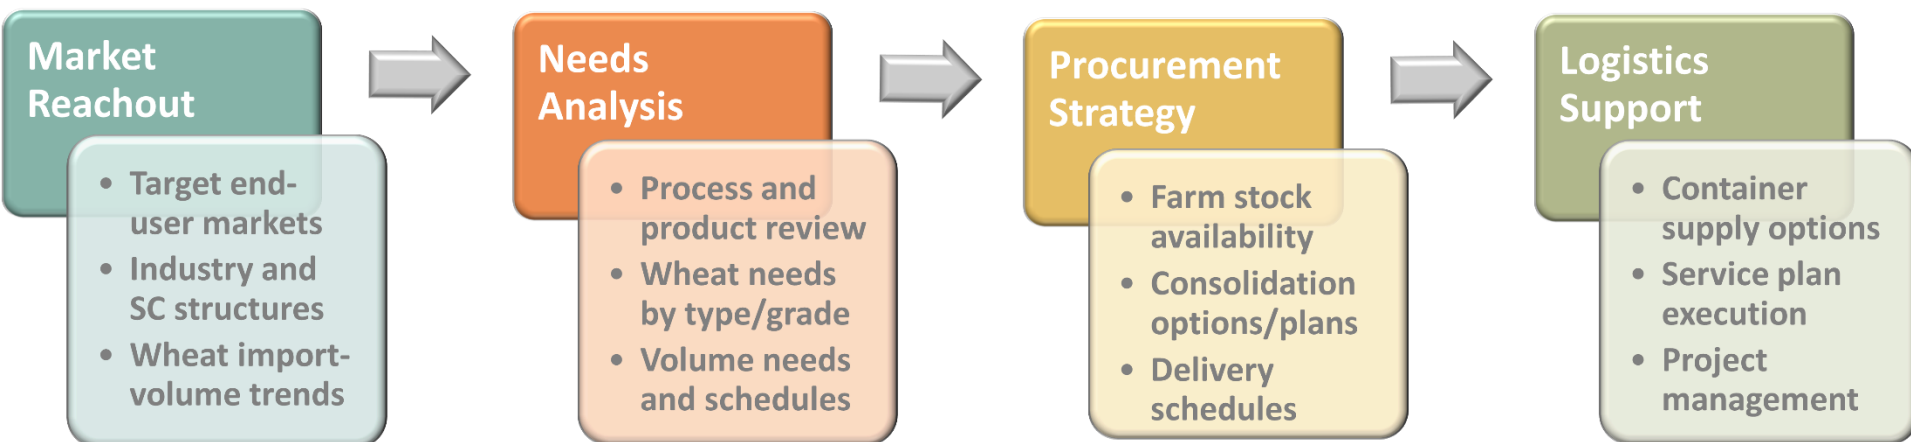 Market
Reachout
• Target end-
user markets
• Industry and
SC structures
• Wheat import-
volume trends
Needs
Analysis
• Process and
product review
• Wheat needs
by type/grade
• Volume needs
and schedules
Procurement
Strategy
• Farm stock
availability
• Consolidation
options/plans
• Delivery
schedules
Logistics
Support
• Container
supply options
• Service plan
execution
• Project
management